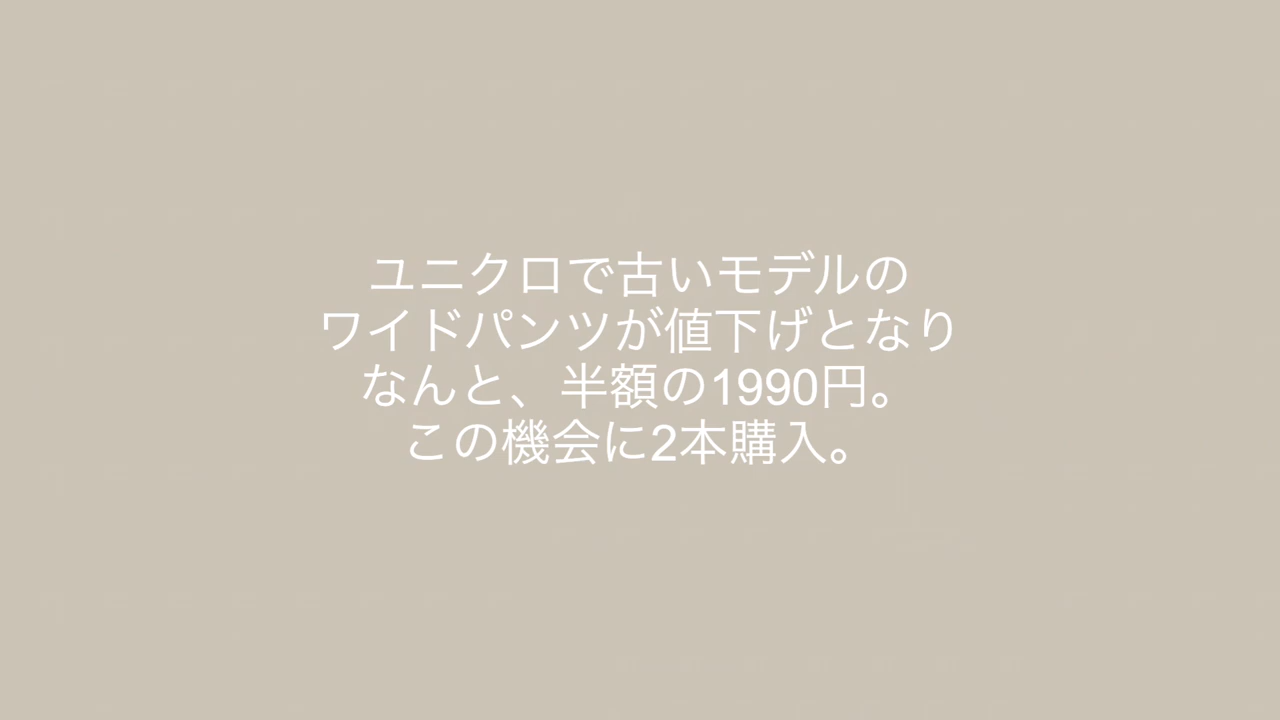 ユニクロで古いモデルの
ワイドパンツが値下げとなり
なんと、半額の1990円。
この機会に2本購入。